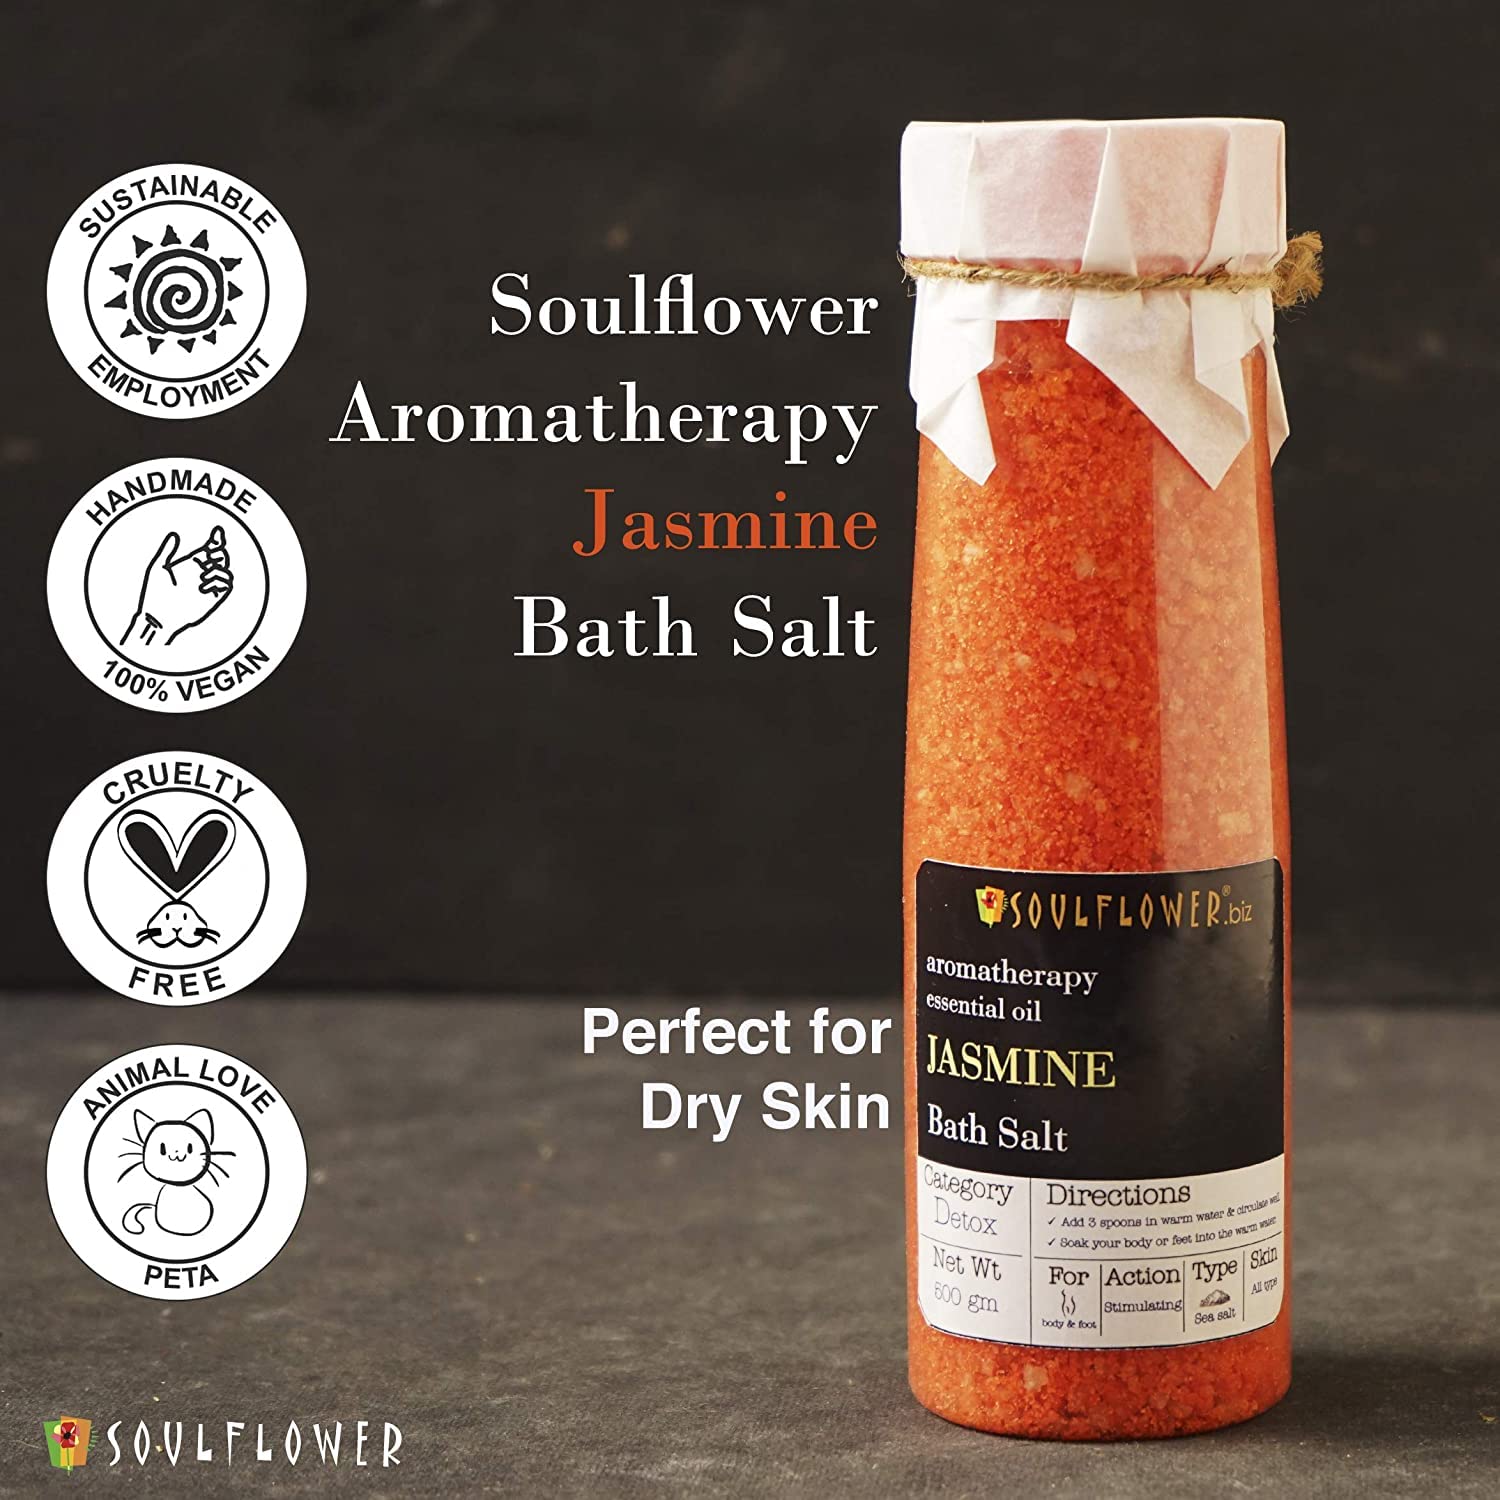 SUSTAINABLE
EMPLOYMENT
HANDMADE
100% VEGAN
CRUELTY
FREE
ANIMAL LOVE
PETA
Soulflower
Aromatherapy
Jasmine
Bath Salt
Perfect for
Dry Skin
SOULFLOWER®.biz
aromatherapy
essential oil
JASMINE
Bath Salt
Category
Detox
Net Wt
500 gm
Directions
✓ Add 3 spoons in warm water & circulate well
✓ Soak your body or feet into the warm water
For
body & foot
Action
Stimulating
Type
Sea salt
Skin
All type
SOULFLOWER